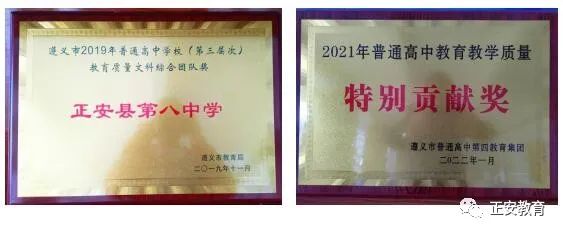 遵义市2019年普通高中学校(第三层次)
教育质量文科综合团队奖
正安县第八中学
遵义市教育局
二〇一九年十一月
2021年普通高中教育教学质量
特别贡献奖
遵义市普通高中第四教育集团
二〇二二年一月
正安教育